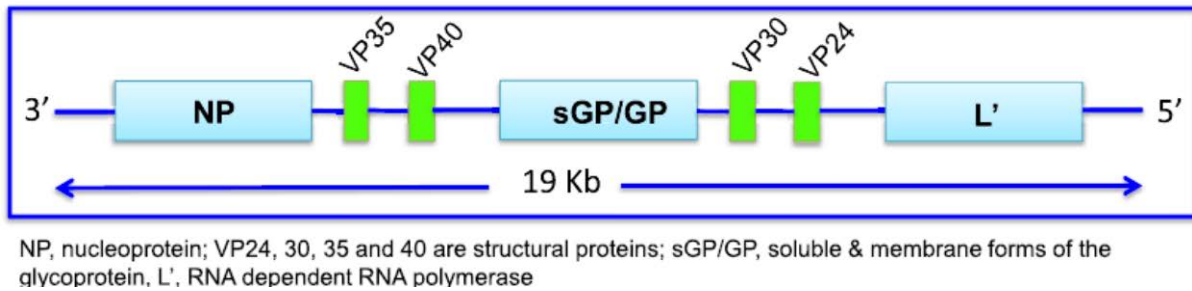 VP35
VP40
VP30
VP24
3’
NP
sGP/GP
L’
5’
19 Kb
NP, nucleoprotein; VP24, 30, 35 and 40 are structural proteins; sGP/GP, soluble & membrane forms of the
glycoprotein, L’, RNA dependent RNA polymerase